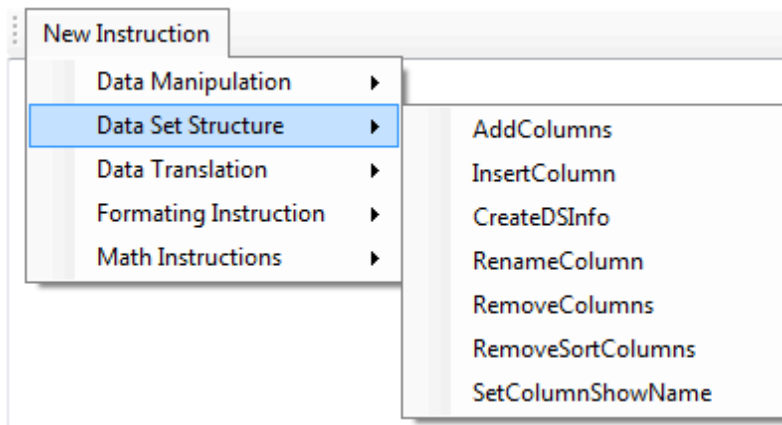 New Instruction
Data Manipulation
Data Set Structure
Data Translation
Formating Instruction
Math Instructions
AddColumns
InsertColumn
CreateDSInfo
RenameColumn
RemoveColumns
RemoveSortColumns
SetColumnShowName